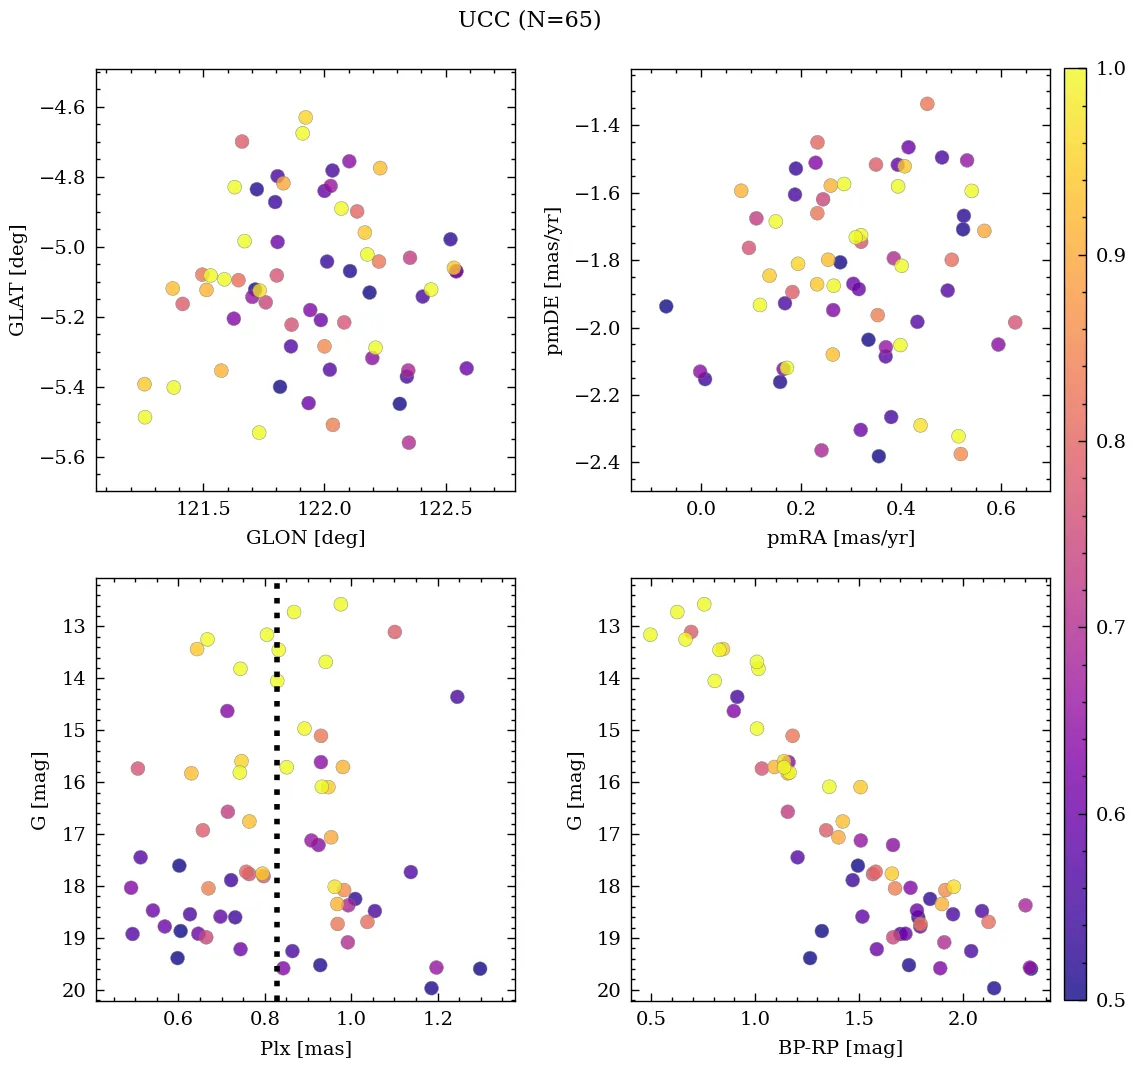 UCC (N=65)
−4.6
−4.8
−5.0
−5.2
−5.4
−5.6
GLAT [deg]
121.5 122.0 122.5
GLON [deg]
−1.4
−1.6
−1.8
−2.0
−2.2
−2.4
pmDE [mas/yr]
0.0 0.2 0.4 0.6
pmRA [mas/yr]
13
14
15
16
17
18
19
20
G [mag]
0.6 0.8 1.0 1.2
Plx [mas]
13
14
15
16
17
18
19
20
G [mag]
0.5 1.0 1.5 2.0
BP-RP [mag]
1.0
0.9
0.8
0.7
0.6
0.5